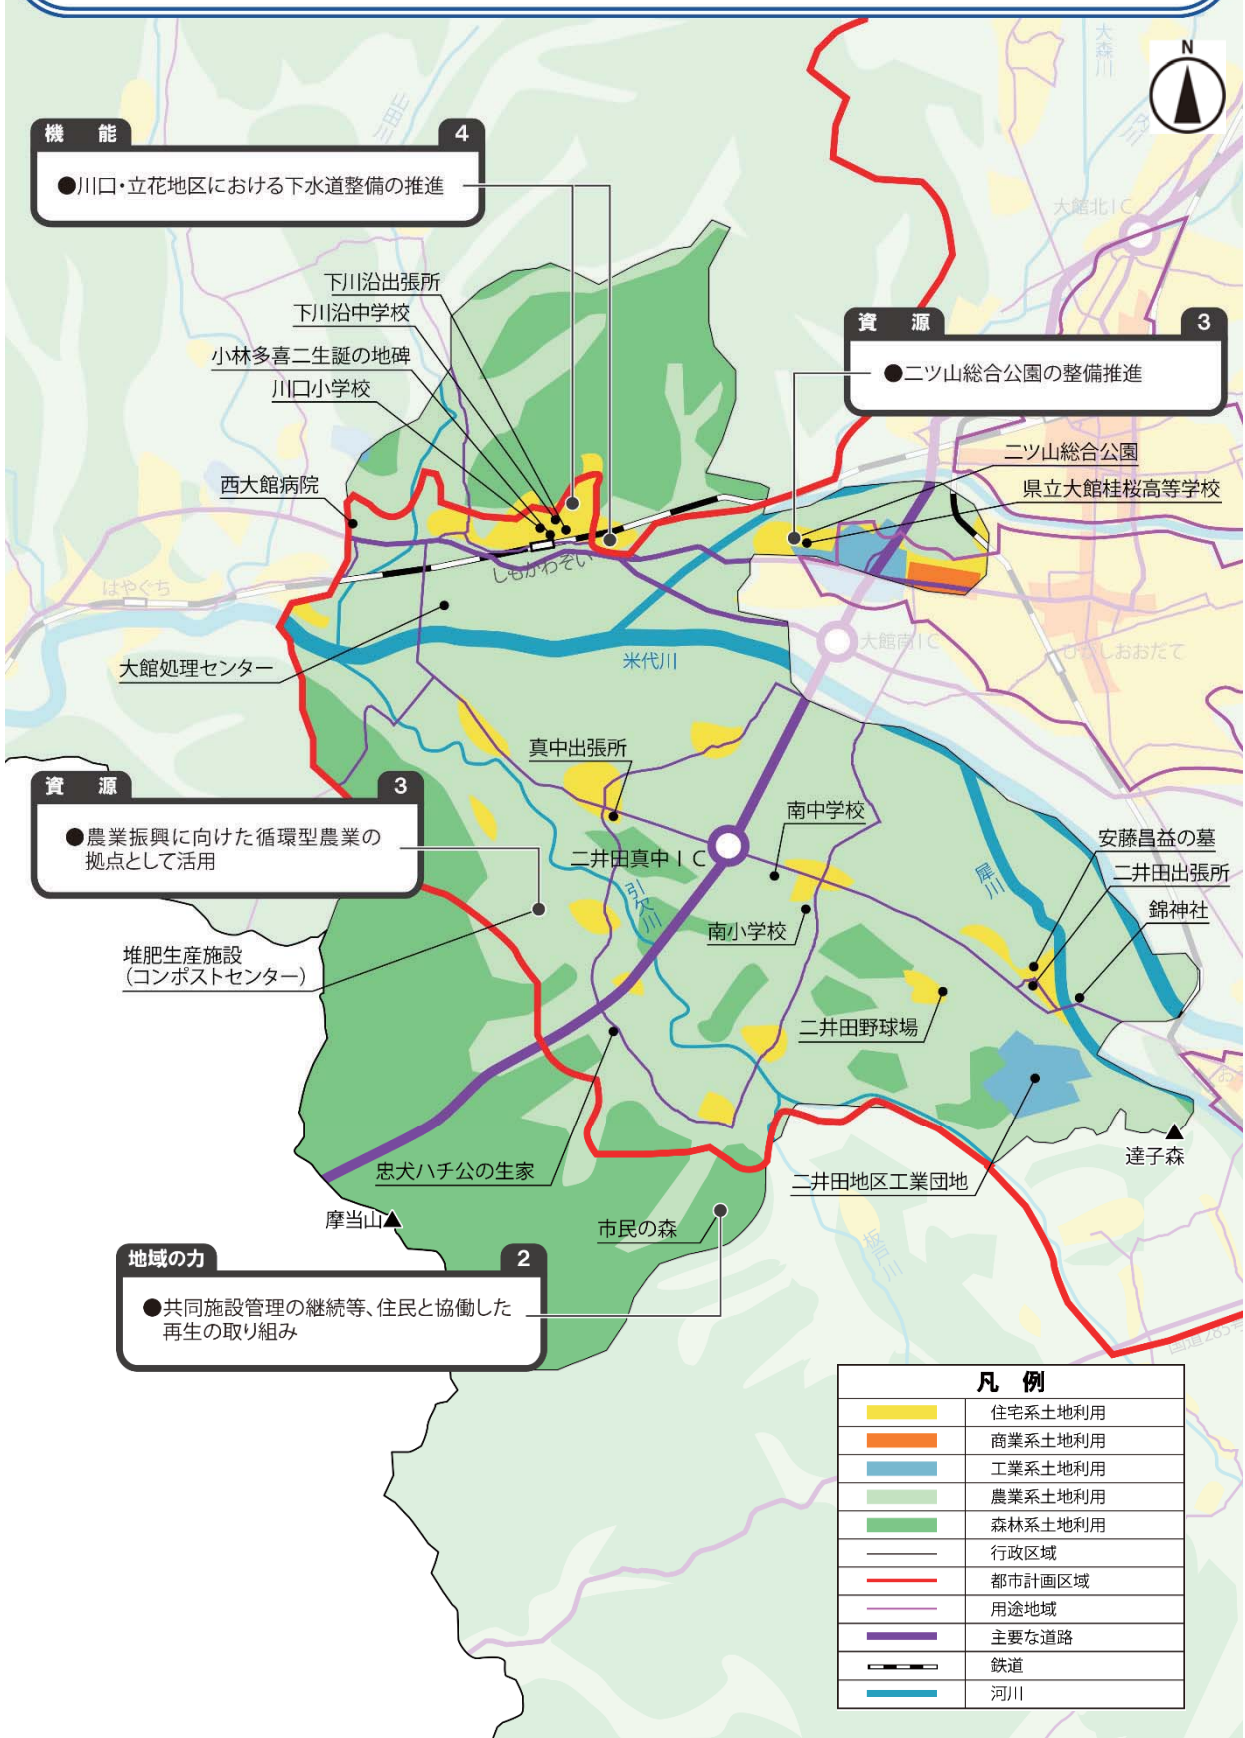 大森川
N
山田川
内川
機　能
4
●川口・立花地区における下水道整備の推進
大館北IC
下川沿出張所
下川沿中学校
小林多喜二生誕の地碑
川口小学校
資　源
3
●二ツ山総合公園の整備推進
二ツ山総合公園
県立大館桂桜高等学校
西大館病院
しもかわぞい
はやぐち
大館南IC
ひがしおおだて
米代川
大館処理センター
真中出張所
資　源
3
●農業振興に向けた循環型農業の
拠点として活用
南中学校
安藤昌益の墓
二井田真中IC
二井田出張所
犀川
引欠川
錦神社
南小学校
堆肥生産施設
(コンポストセンター)
二井田野球場
達子森
忠犬ハチ公の生家
二井田地区工業団地
摩当山
市民の森
板戸川
地域の力
2
●共同施設管理の継続等、住民と協働した
再生の取り組み
国道285号
凡　例
住宅系土地利用
商業系土地利用
工業系土地利用
農業系土地利用
森林系土地利用
行政区域
都市計画区域
用途地域
主要な道路
鉄道
河川